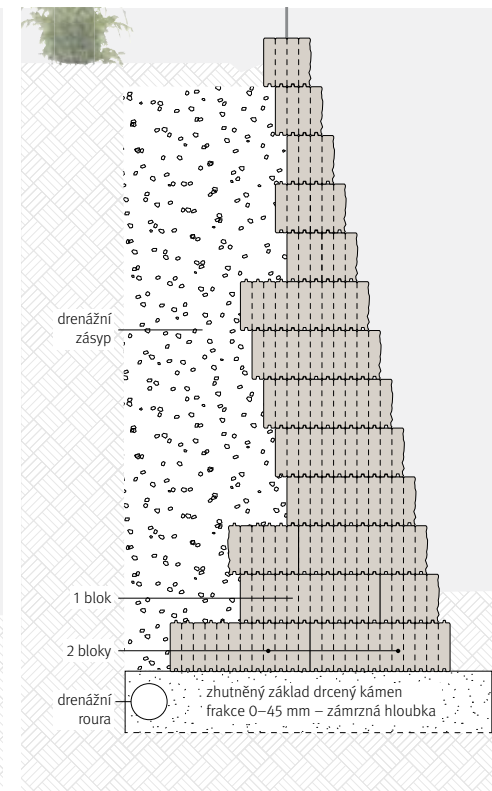 drenážní
zásyp
1 blok
2 bloky
drenážní
roura
zhutněný základ drcený kámen
frakce 0–45 mm – zámrzná hloubka